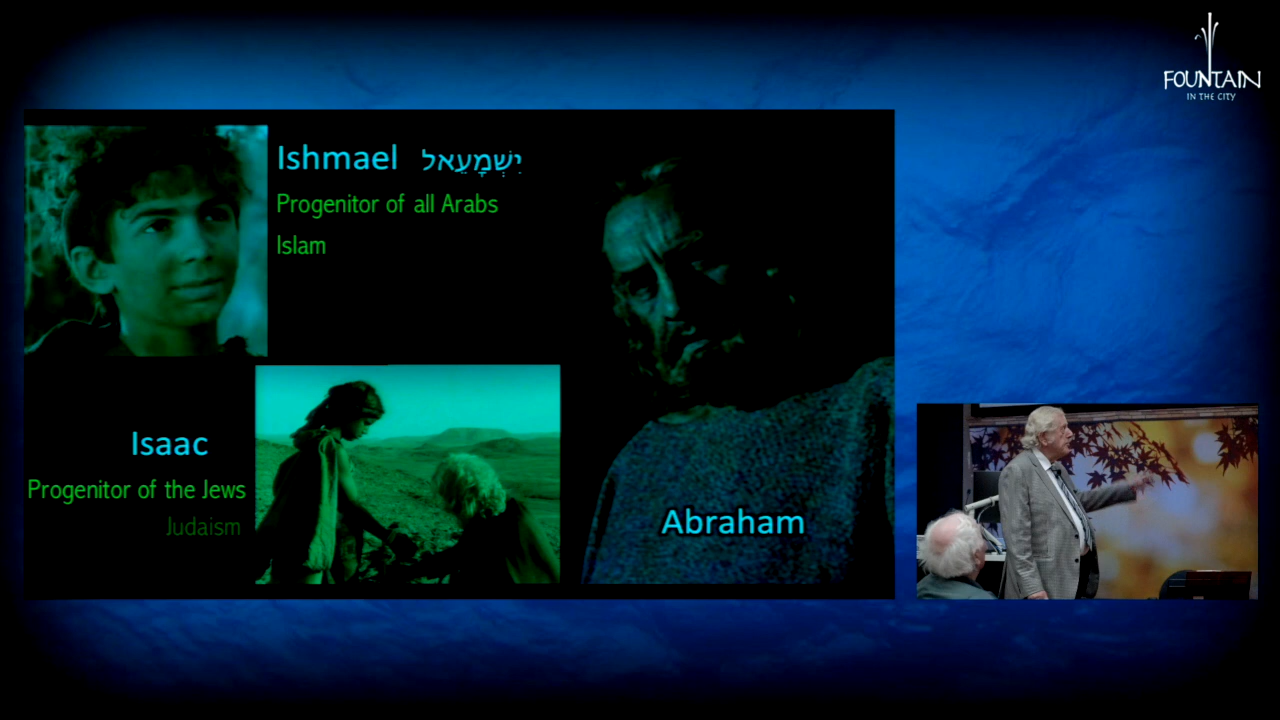 FOUNTAIN
IN THE CITY
Ishmael יִשְׁמָעֵאל
Progenitor of all Arabs
Islam
Isaac
Progenitor of the Jews
Judaism
Abraham